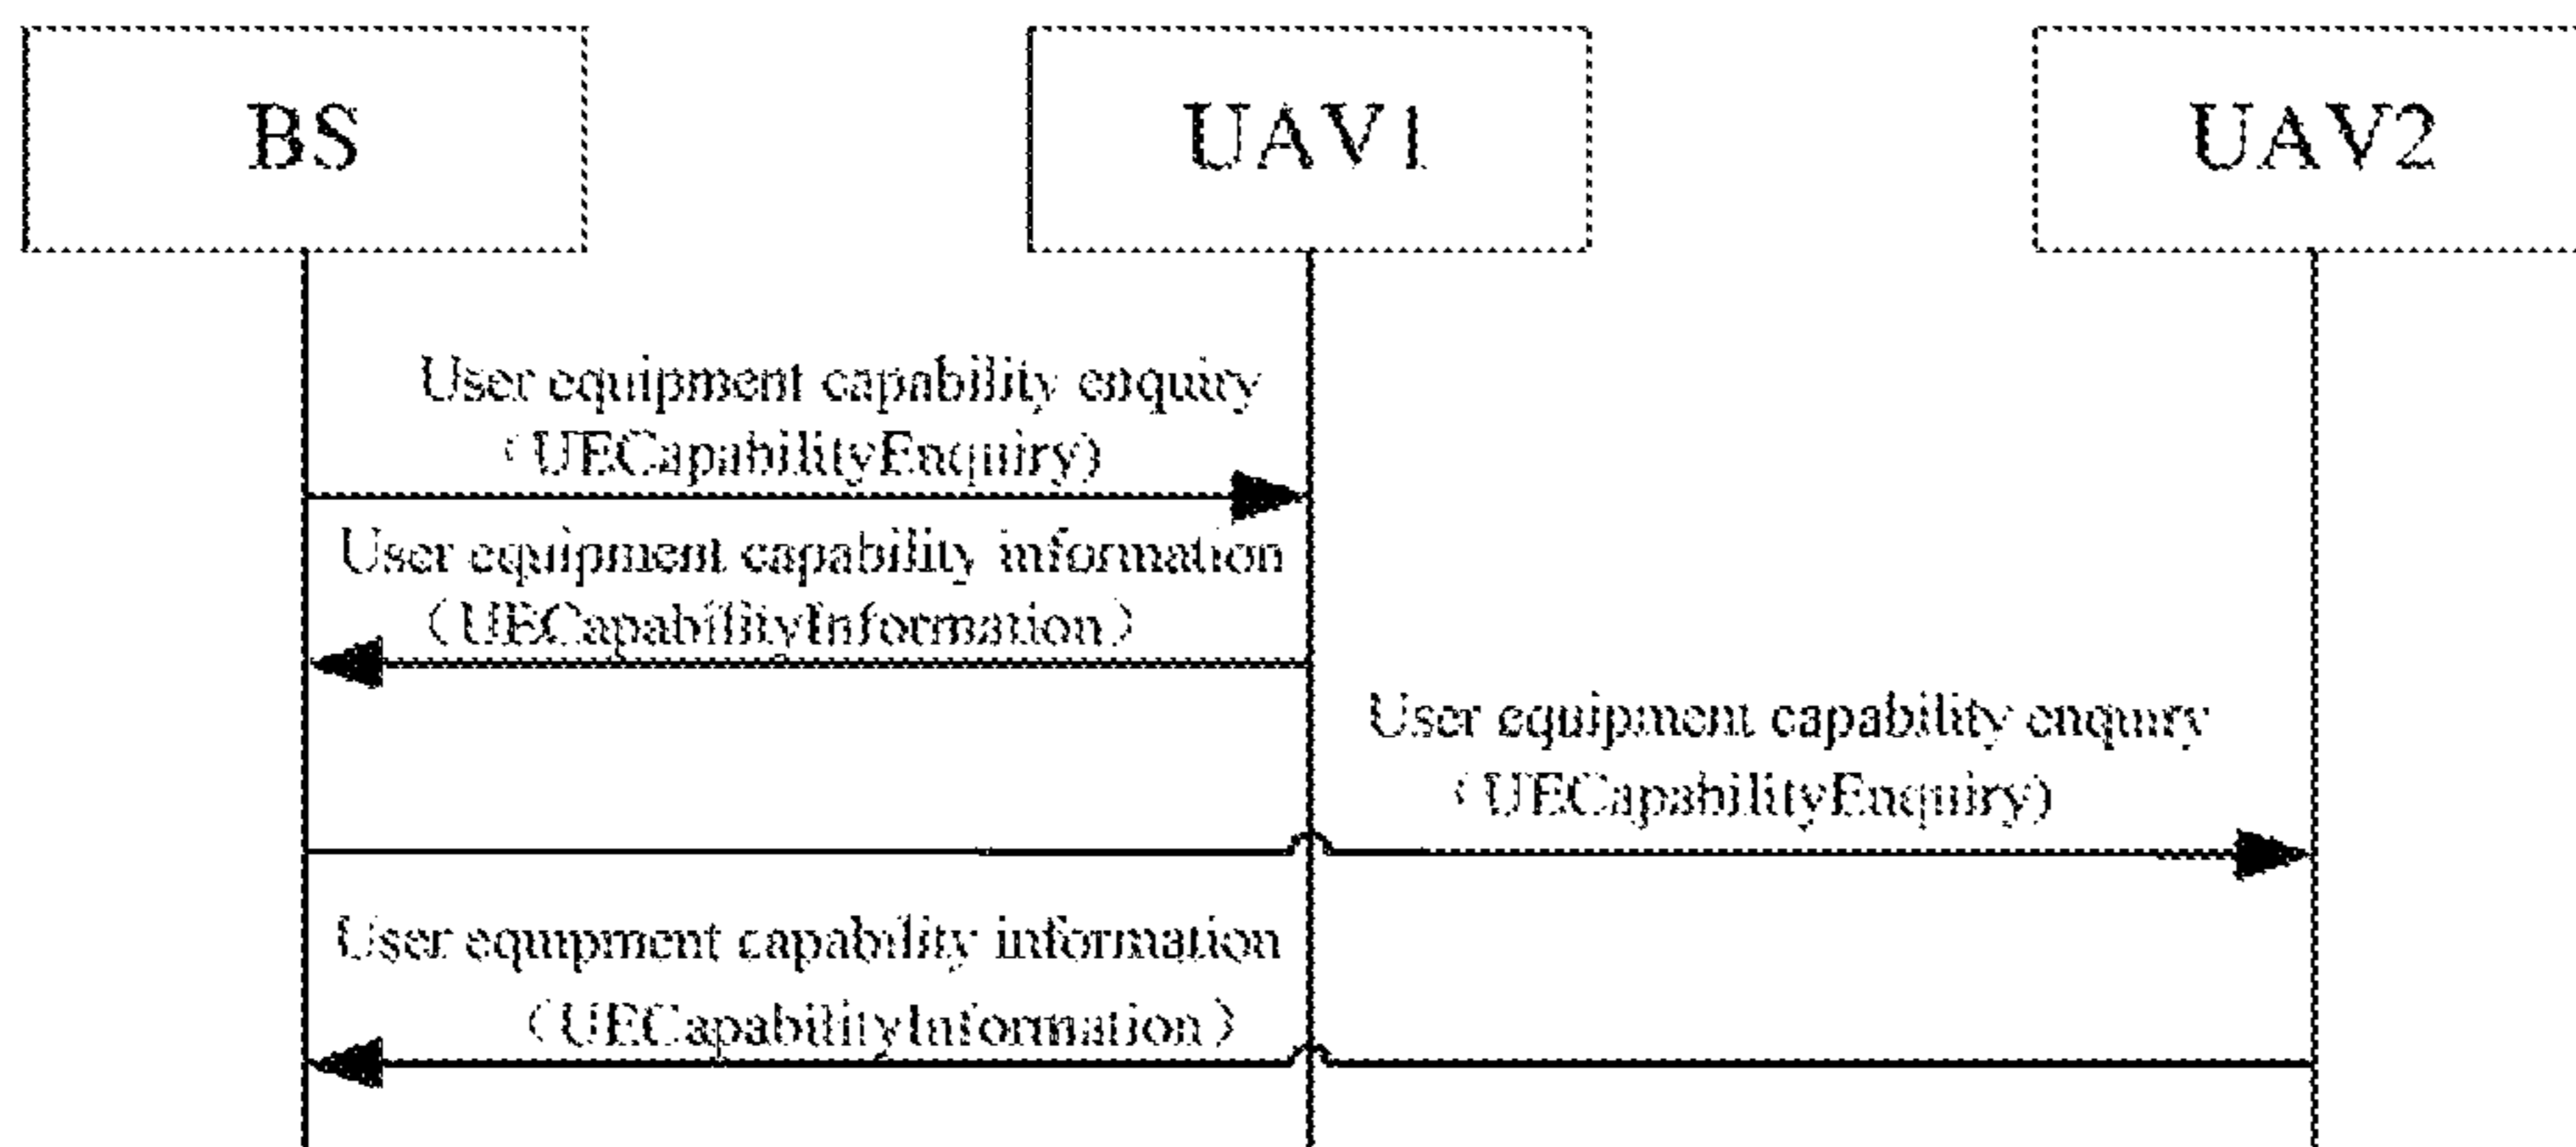 BS
UAV1
UAV2
User equipment capability enquiry
(UECapabilityEnquiry)
User equipment capability information
(UECapabilityInformation)
User equipment capability enquiry
(UECapabilityEnquiry)
User equipment capability information
(UECapabilityInformation)